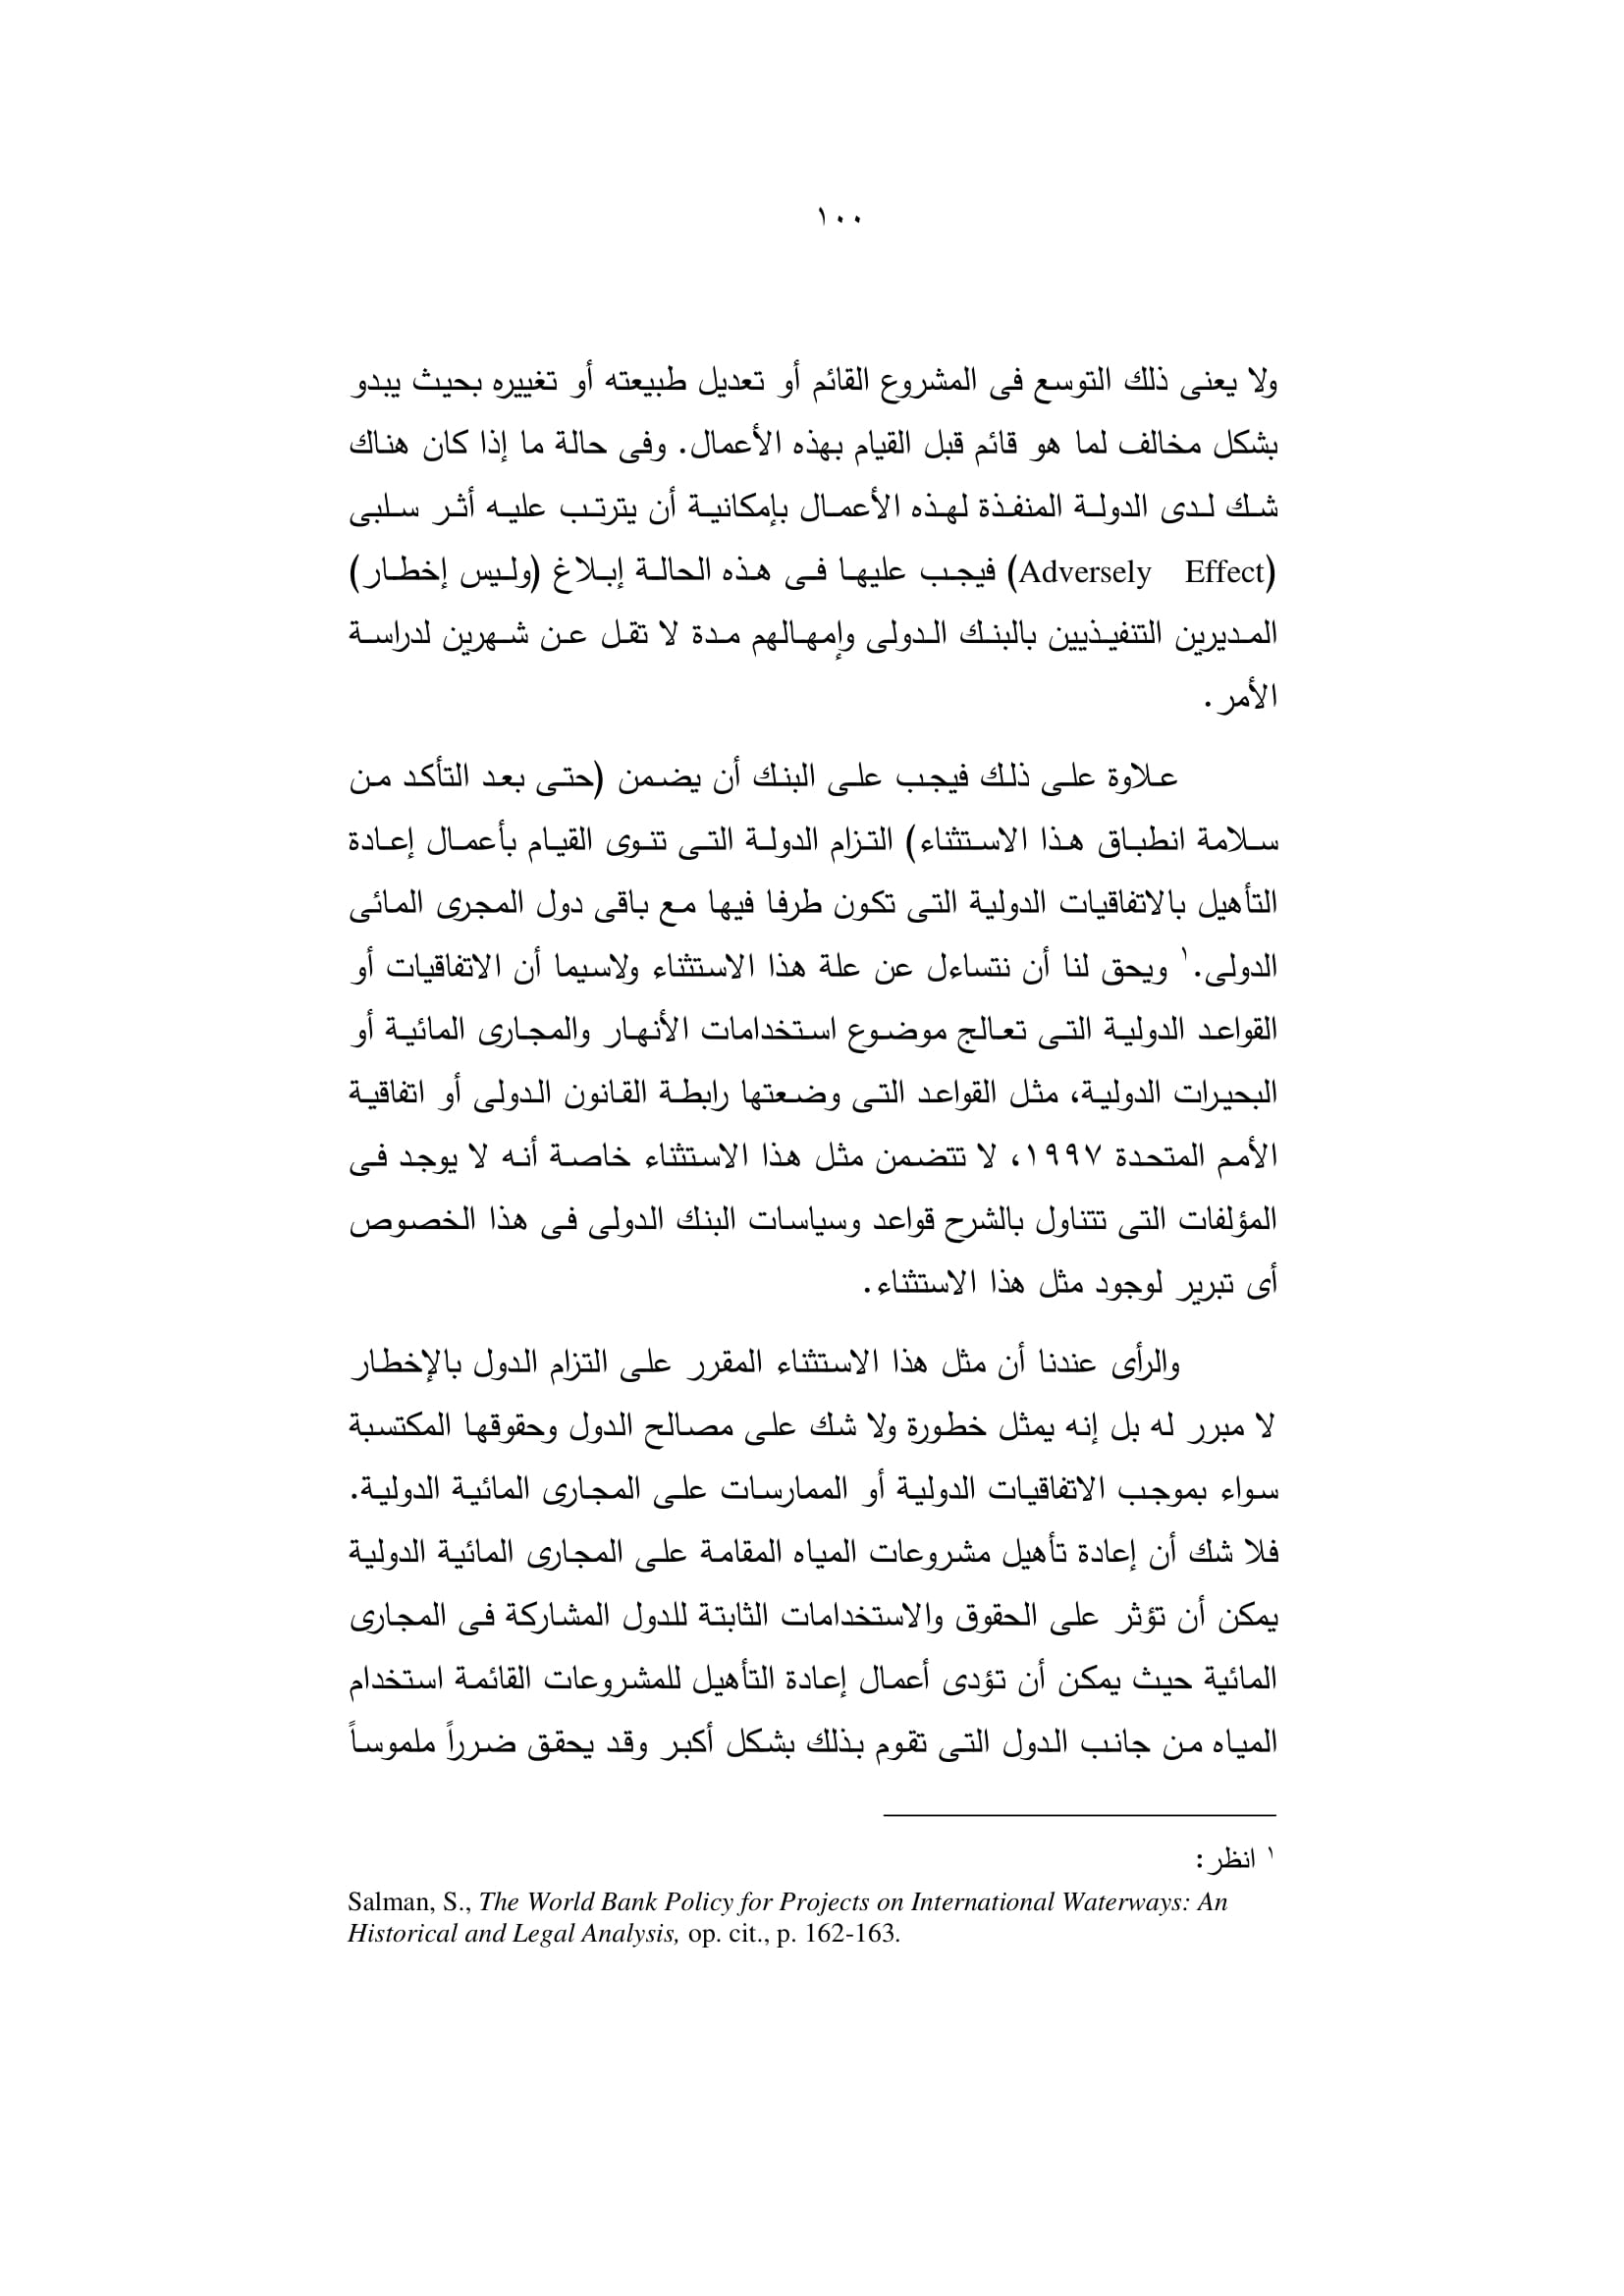 ١٠٠
ولا يعنى ذلك التوسع فى المشروع القائم أو تعديل طبيعته أو تغييره بحيث يبدو
بشكل مخالف لما هو قائم قبل القيام بهذه الأعمال. وفى حالة ما إذا كان هناك
شك لدى الدولة المنفذة لهذه الأعمال بإمكانية أن يترتب عليه أثر سلبى
(Adversely Effect) فيجب عليها فى هذه الحالة إبلاغ (وليس إخطار)
المديرين التنفيذيين بالبنك الدولى وإمهالهم مدة لا تقل عن شهرين لدراسة
الأمر.
علاوة على ذلك فيجب على البنك أن يضمن (حتى بعد التأكد من
سلامة انطباق هذا الاستثناء) التزام الدولة التى تنوى القيام بأعمال إعادة
التأهيل بالاتفاقيات الدولية التى تكون طرفا فيها مع باقى دول المجرى المائى
الدولى.١ ويحق لنا أن نتساءل عن علة هذا الاستثناء ولاسيما أن الاتفاقيات أو
القواعد الدولية التى تعالج موضوع استخدامات الأنهار والمجارى المائية أو
البحيرات الدولية، مثل القواعد التى وضعتها رابطة القانون الدولى أو اتفاقية
الأمم المتحدة ١٩٩٧، لا تتضمن مثل هذا الاستثناء خاصة أنه لا يوجد فى
المؤلفات التى تتناول بالشرح قواعد وسياسات البنك الدولى فى هذا الخصوص
أى تبرير لوجود مثل هذا الاستثناء.
والرأى عندنا أن مثل هذا الاستثناء المقرر على التزام الدول بالإخطار
لا مبرر له بل إنه يمثل خطورة ولا شك على مصالح الدول وحقوقها المكتسبة
سواء بموجب الاتفاقيات الدولية أو الممارسات على المجارى المائية الدولية.
فلا شك أن إعادة تأهيل مشروعات المياه المقامة على المجارى المائية الدولية
يمكن أن تؤثر على الحقوق والاستخدامات الثابتة للدول المشاركة فى المجارى
المائية حيث يمكن أن تؤدى أعمال إعادة التأهيل للمشروعات القائمة استخدام
المياه من جانب الدول التى تقوم بذلك بشكل أكبر وقد يحقق ضرراً ملموساً
١ انظر:
Salman, S., The World Bank Policy for Projects on International Waterways: An
Historical and Legal Analysis, op. cit., p. 162-163.